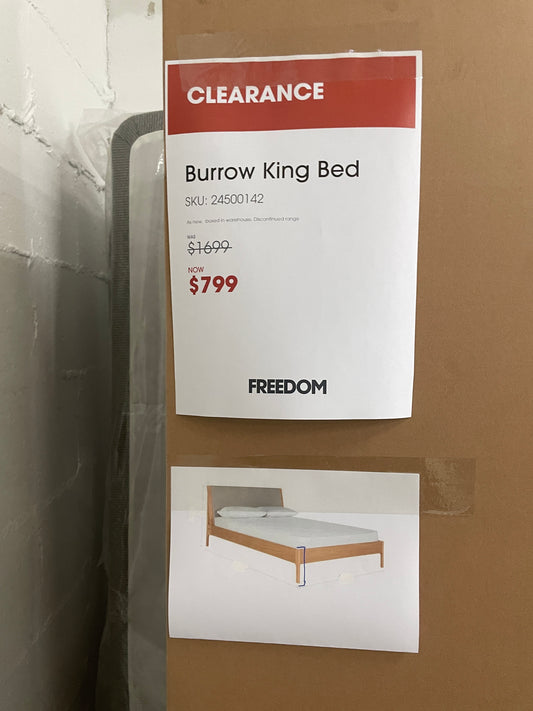 CLEARANCE
Burrow King Bed
SKU: 24500142
As new, boxed in warehouse. Discontinued range
WAS
$1699
NOW
$799
FREEDOM